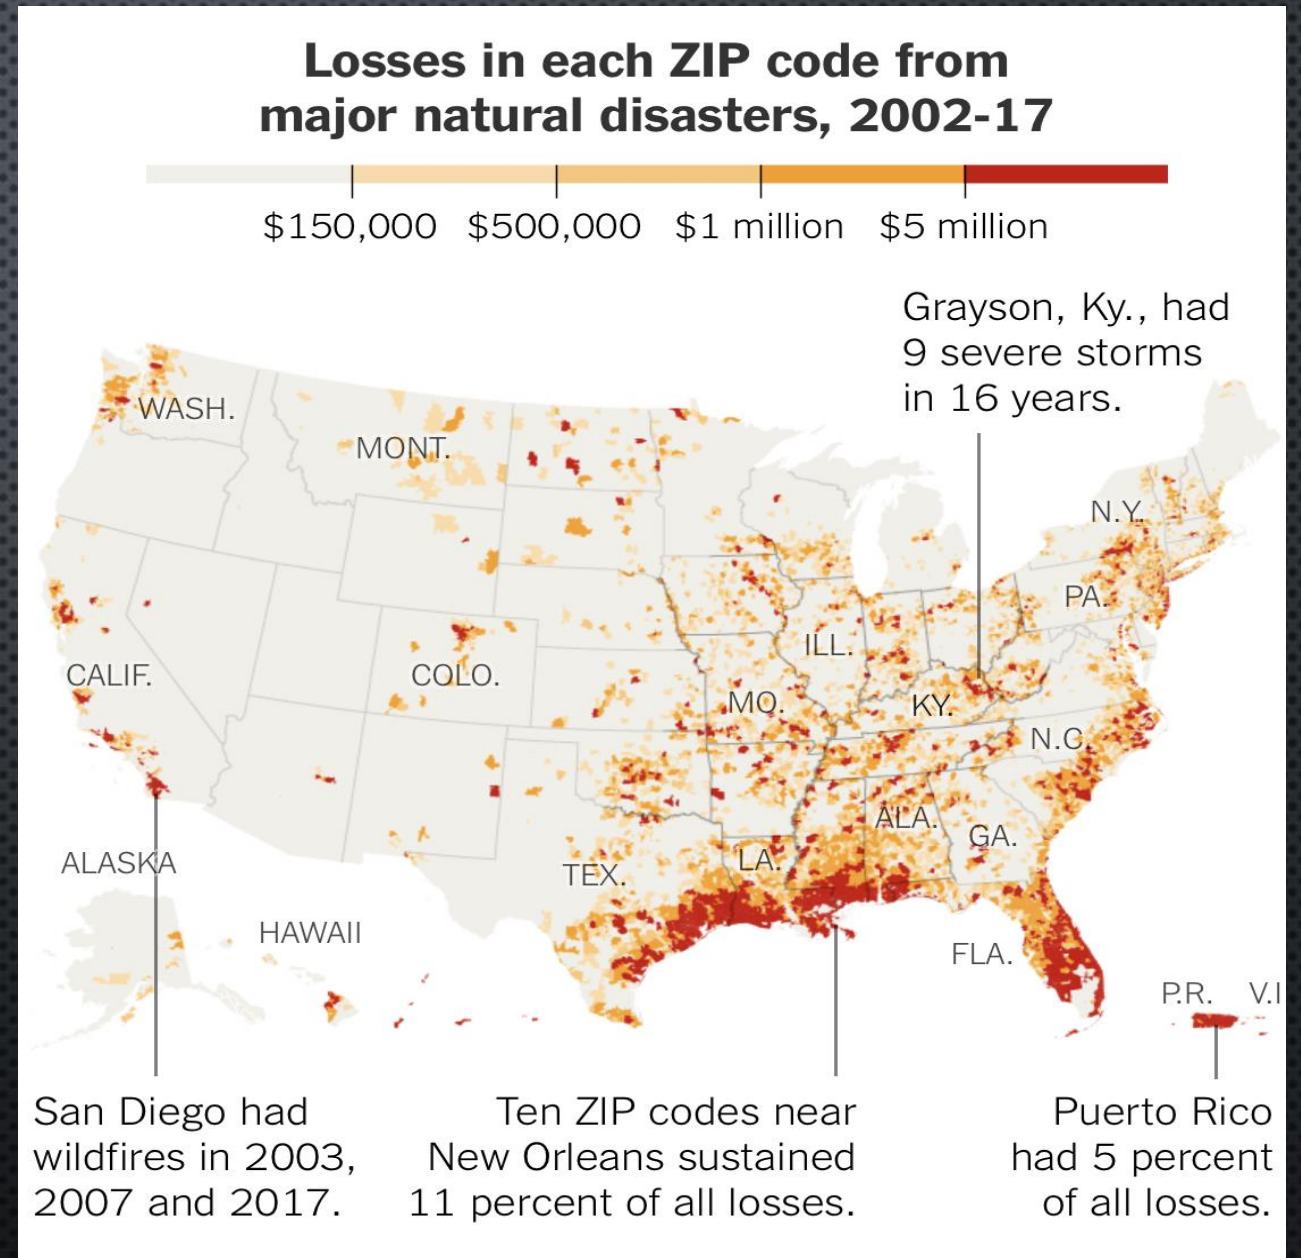 Losses in each ZIP code from
major natural disasters, 2002-17
$150,000 $500,000 $1 million $5 million
Grayson, Ky., had
9 severe storms
in 16 years.
WASH.
MONT.
N.Y.
PA.
ILL.
CALIF.
COLO.
MO.
KY.
N.C.
ALA.
GA.
LA.
TEX.
ALASKA
HAWAII
FLA.
P.R. V.I
San Diego had
wildfires in 2003,
2007 and 2017.
Ten ZIP codes near
New Orleans sustained
11 percent of all losses.
Puerto Rico
had 5 percent
of all losses.